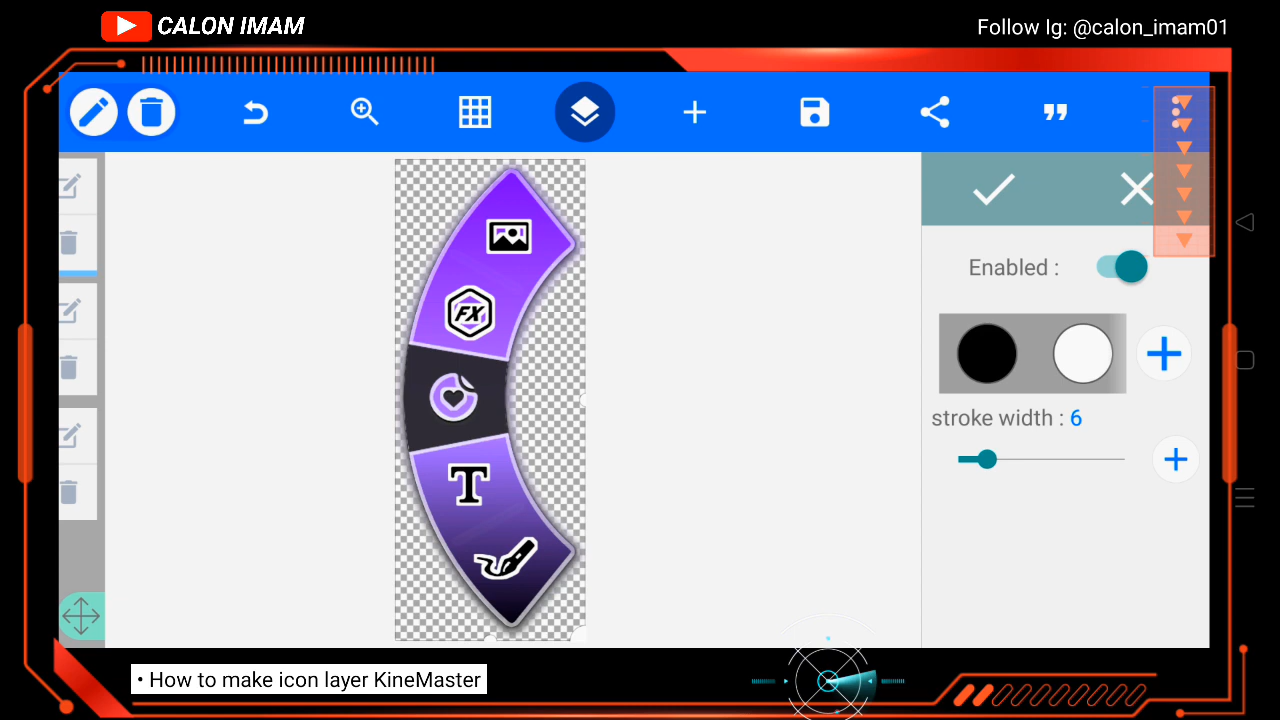 CALON IMAM
Follow Ig: @calon_imam01
Enabled :
FX
stroke width : 6
T
• How to make icon layer KineMaster